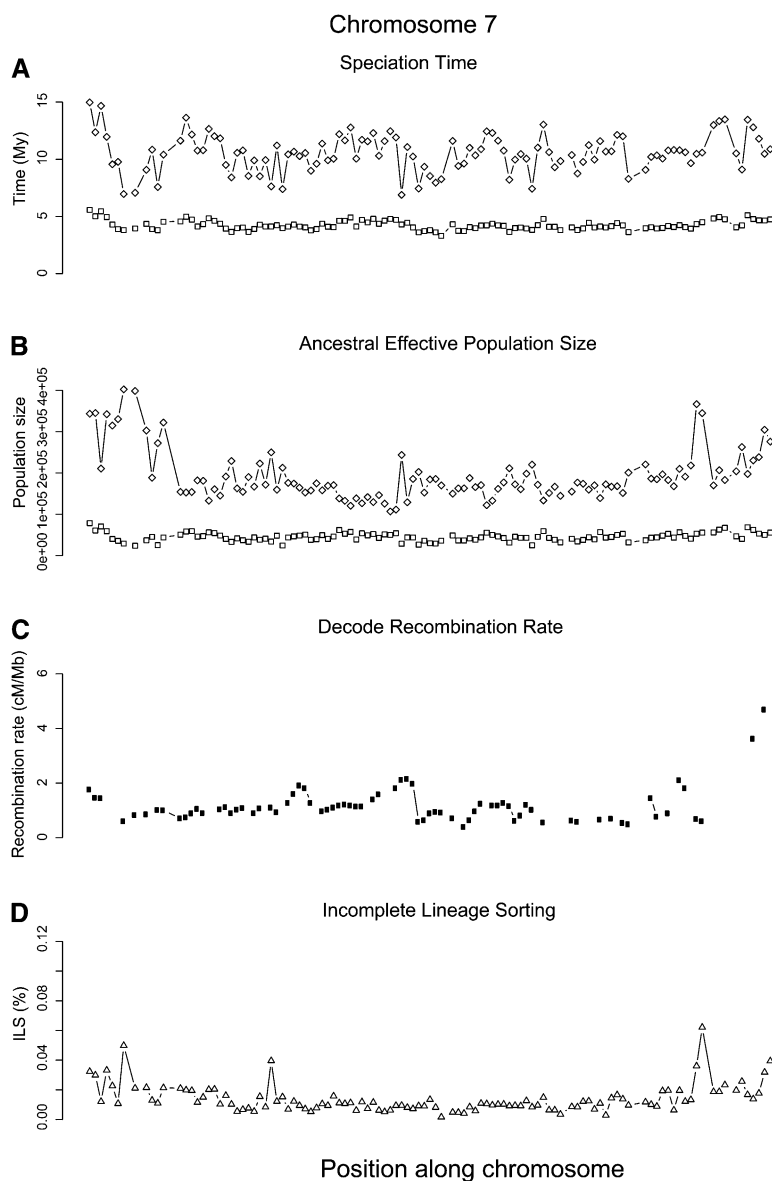 Chromosome 7
A
Speciation Time
Time (My)
15
10
5
0
B
Ancestral Effective Population Size
Population size
0e+00 1e+05 2e+05 3e+05 4e+05
C
Decode Recombination Rate
Recombination rate (cM/Mb)
6
4
2
0
D
Incomplete Lineage Sorting
ILS (%)
0.12
0.08
0.04
0.00
Position along chromosome